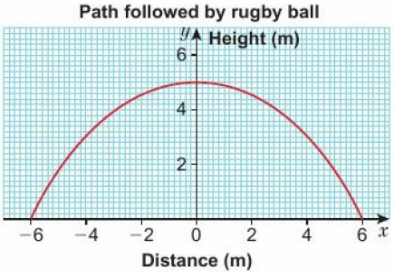 Path followed by rugby ball
y Height (m)
6
4
2
−6 −4 −2 0 2 4 6 x
Distance (m)